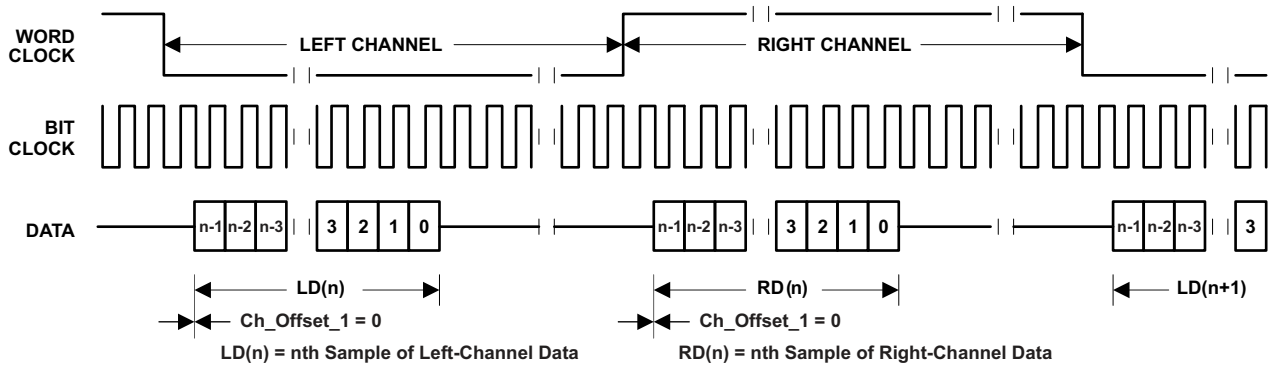 WORD
CLOCK
LEFT CHANNEL
RIGHT CHANNEL
BIT
CLOCK
DATA
n-1 n-2 n-3 3 2 1 0 n-1 n-2 n-3 3 2 1 0 n-1 n-2 n-3 3
LD(n) RD(n) LD(n+1)
Ch_Offset_1 = 0 Ch_Offset_1 = 0
LD(n) = nth Sample of Left-Channel Data RD(n) = nth Sample of Right-Channel Data